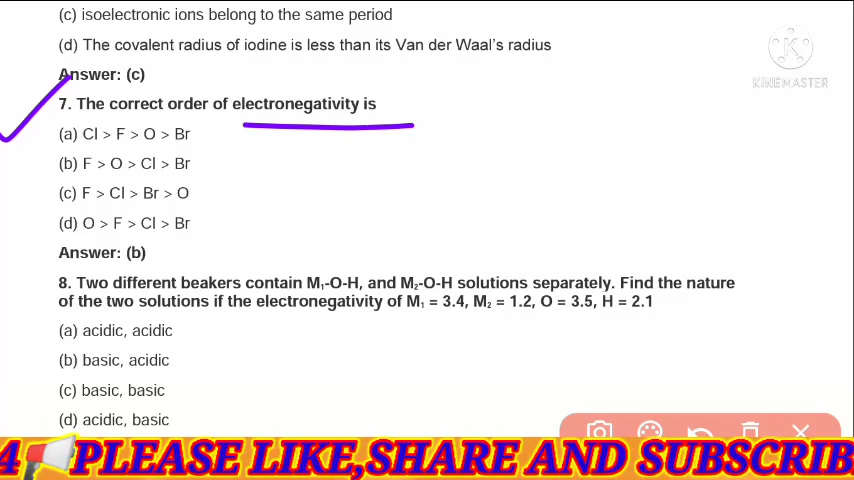 (c) isoelectronic ions belong to the same period
(d) The covalent radius of iodine is less than its Van der Waal's radius
KINEMASTER
Answer: (c)
7. The correct order of electronegativity is
(a) Cl > F > O > Br
(b) F > O > Cl > Br
(c) F > Cl > Br > O
(d) O > F > Cl > Br
Answer: (b)
8. Two different beakers contain M₁-O-H, and M₂-O-H solutions separately. Find the nature
of the two solutions if the electronegativity of M₁ = 3.4, M₂ = 1.2, O = 3.5, H = 2.1
(a) acidic, acidic
(b) basic, acidic
(c) basic, basic
(d) acidic, basic
4 PLEASE LIKE,SHARE AND SUBSCRIB